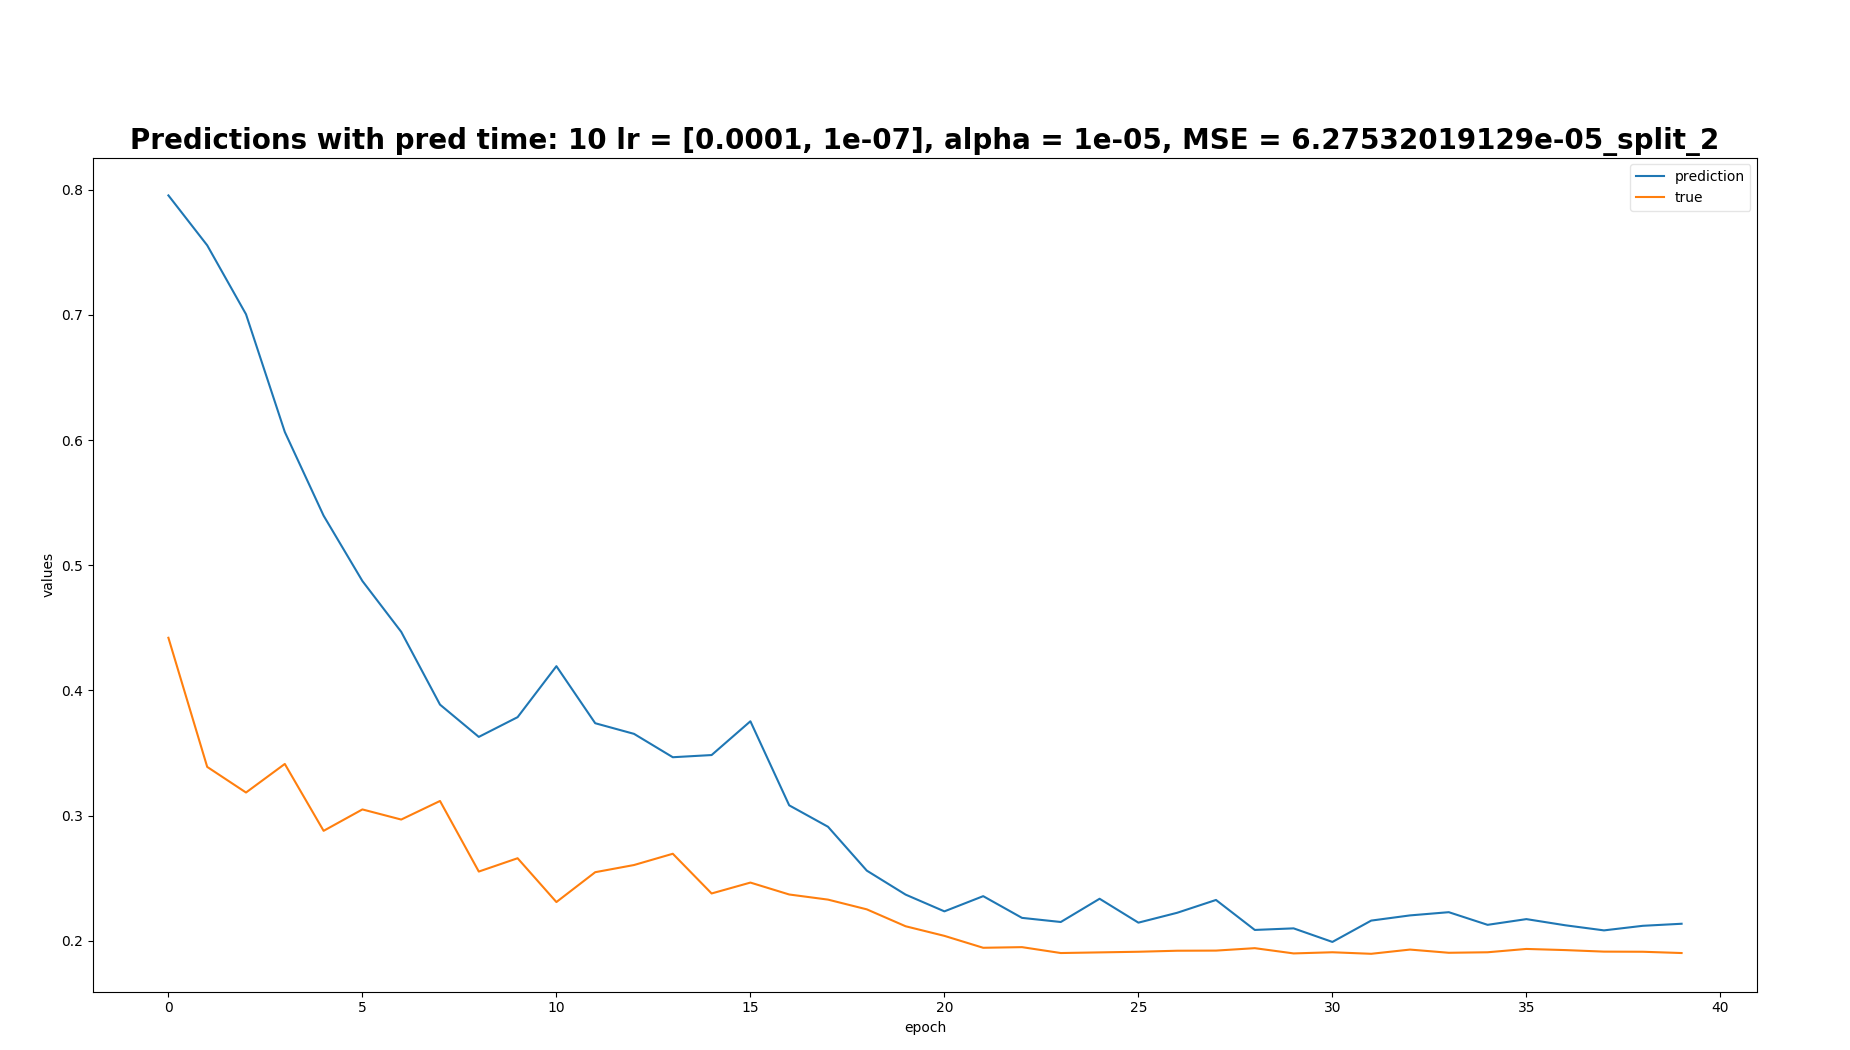 Predictions with pred time: 10 lr = [0.0001, 1e-07], alpha = 1e-05, MSE = 6.27532019129e-05_split_2
prediction
true
0.8
0.7
0.6
0.5
0.4
0.3
0.2
values
0 5 10 15 20 25 30 35 40
epoch